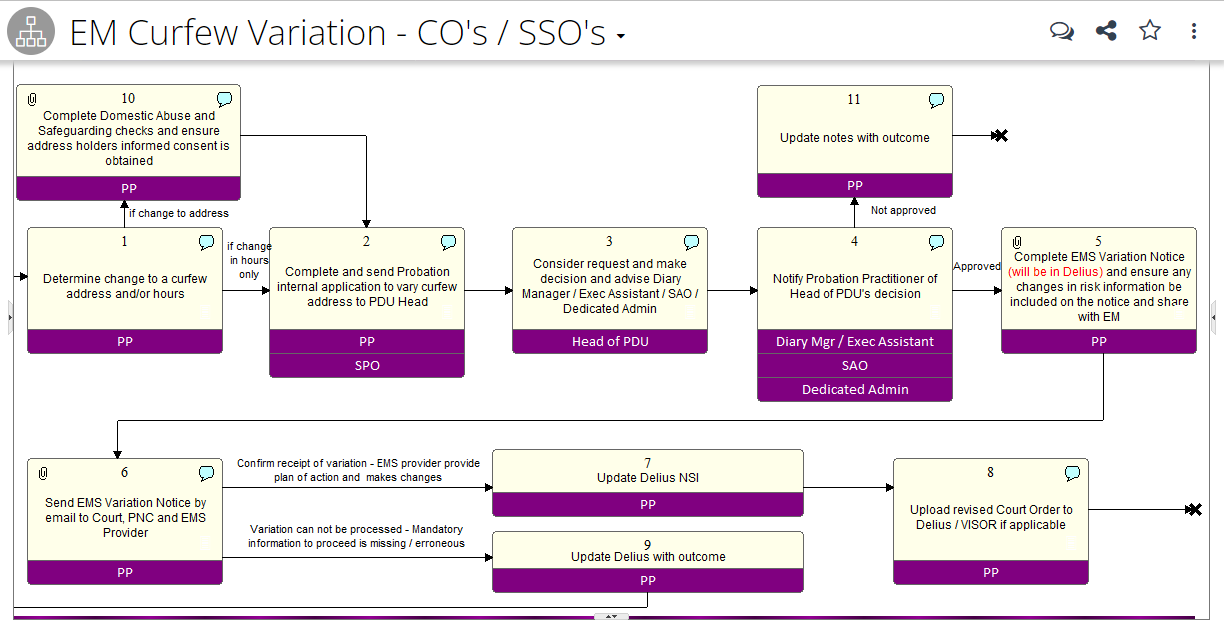 EM Curfew Variation - CO's / SSO's
10
Complete Domestic Abuse and
Safeguarding checks and ensure
address holders informed consent is
obtained
PP
if change to address
11
Update notes with outcome
PP
Not approved
1
Determine change to a curfew
address and/or hours
PP
if change
in hours
only
2
Complete and send Probation
internal application to vary curfew
address to PDU Head
PP
SPO
3
Consider request and make
decision and advise Diary
Manager / Exec Assistant / SAO /
Dedicated Admin
Head of PDU
4
Notify Probation Practitioner of
Head of PDU's decision
Diary Mgr / Exec Assistant
SAO
Dedicated Admin
Approved
5
Complete EMS Variation Notice
(will be in Delius) and ensure any
changes in risk information be
included on the notice and share
with EM
PP
6
Send EMS Variation Notice by
email to Court, PNC and EMS
Provider
PP
Confirm receipt of variation - EMS provider provide
plan of action and makes changes
Variation can not be processed - Mandatory
information to proceed is missing / erroneous
7
Update Delius NSI
PP
9
Update Delius with outcome
PP
8
Upload revised Court Order to
Delius / VISOR if applicable
PP